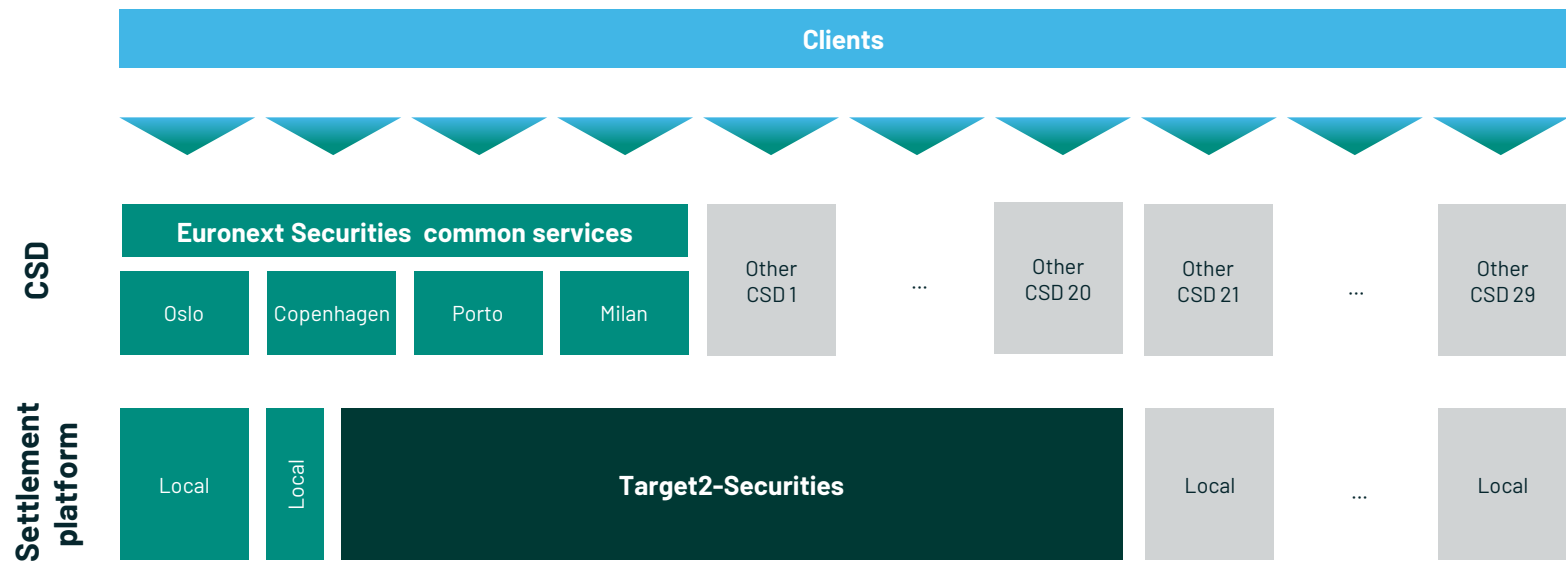 Clients
CSD
Euronext Securities common services
Oslo
Copenhagen
Porto
Milan
Other
CSD 1
...
Other
CSD 20
Other
CSD 21
...
Other
CSD 29
Settlement
platform
Local
Local
Target2-Securities
Local
...
Local